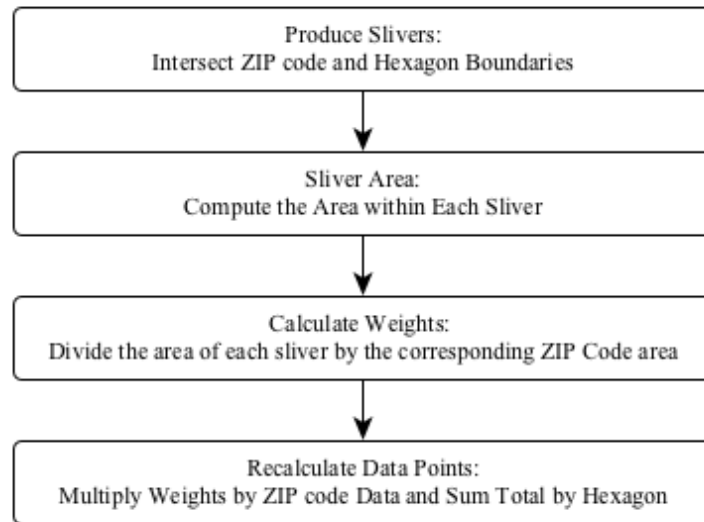 Produce Slivers:
Intersect ZIP code and Hexagon Boundaries
Sliver Area:
Compute the Area within Each Sliver
Calculate Weights:
Divide the area of each sliver by the corresponding ZIP Code area
Recalculate Data Points:
Multiply Weights by ZIP code Data and Sum Total by Hexagon